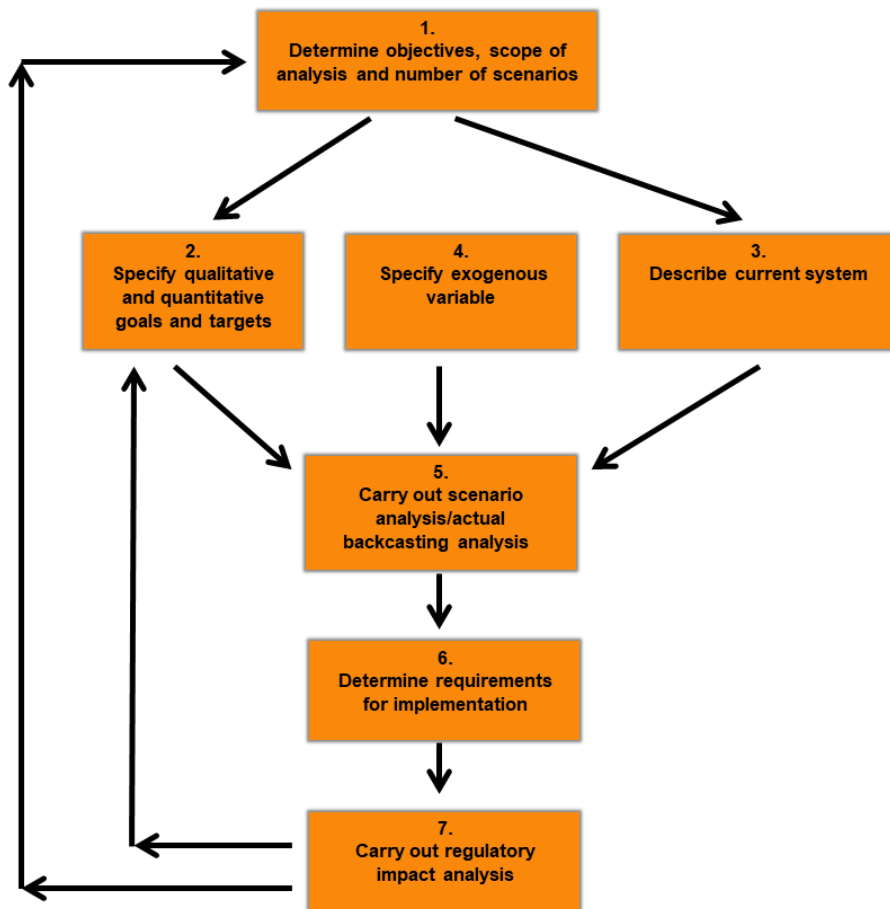 1.
Determine objectives, scope of
analysis and number of scenarios
2.
Specify qualitative
and quantitative
goals and targets
4.
Specify exogenous
variable
3.
Describe current system
5.
Carry out scenario
analysis/actual
backcasting analysis
6.
Determine requirements
for implementation
7.
Carry out regulatory
impact analysis